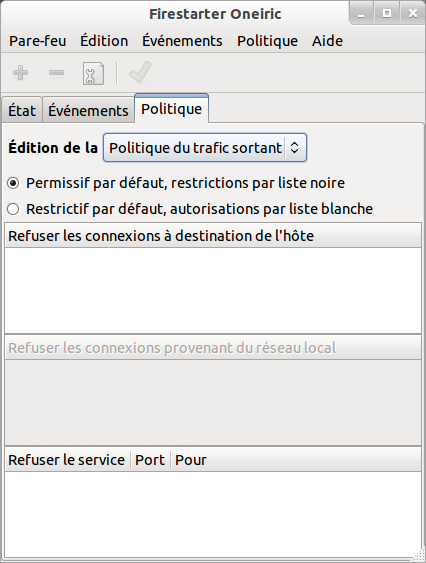 Firestarter Oneiric
Pare-feu Édition Événements Politique Aide
État Événements Politique
Édition de la Politique du trafic sortant
Permissif par défaut, restrictions par liste noire
Restrictif par défaut, autorisations par liste blanche
Refuser les connexions à destination de l'hôte
Refuser les connexions provenant du réseau local
Refuser le service Port Pour